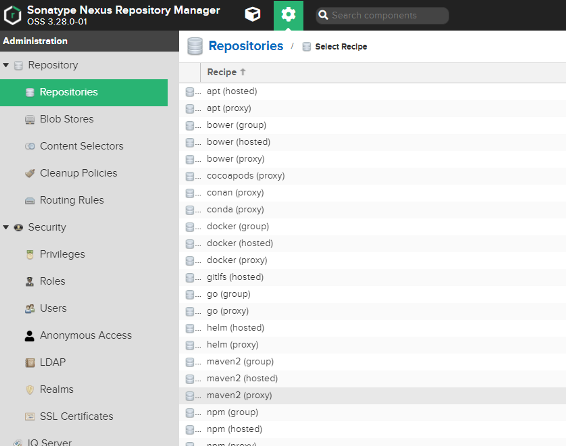 Sonatype Nexus Repository Manager
OSS 3.28.0-01
Search components
Administration
Repository
Repositories
Blob Stores
Content Selectors
Cleanup Policies
Routing Rules
Security
Privileges
Roles
Users
Anonymous Access
LDAP
Realms
SSL Certificates
IQ Server
Repositories / Select Recipe
Recipe ↑
... apt (hosted)
... apt (proxy)
... bower (group)
... bower (hosted)
... bower (proxy)
... cocoapods (proxy)
... conan (proxy)
... conda (proxy)
... docker (group)
... docker (hosted)
... docker (proxy)
... gitlfs (hosted)
... go (group)
... go (proxy)
... helm (hosted)
... helm (proxy)
... maven2 (group)
... maven2 (hosted)
... maven2 (proxy)
... npm (group)
... npm (hosted)
... npm (proxy)